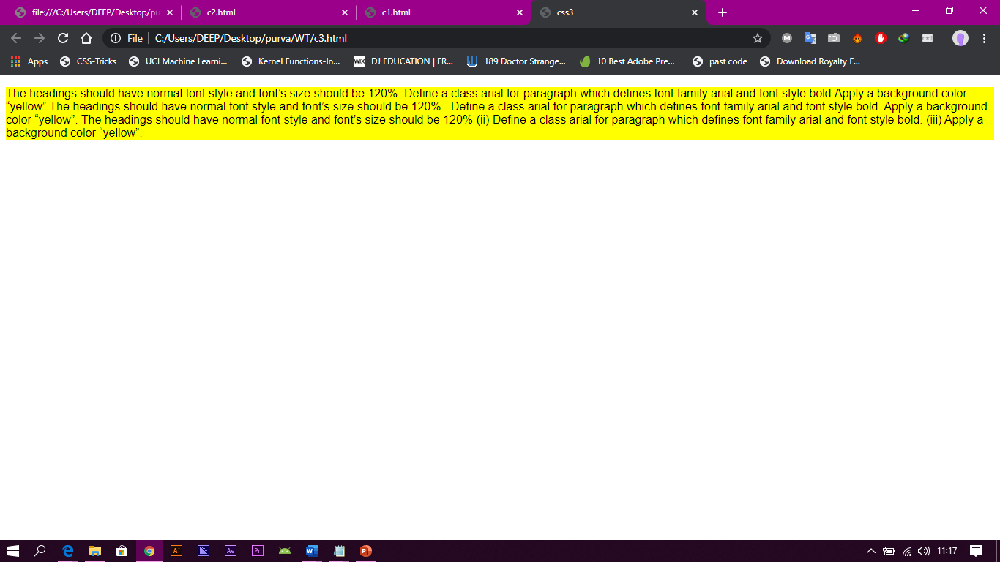 file:///C:/Users/DEEP/Desktop/pu
c2.html
c1.html
css3
File
C:/Users/DEEP/Desktop/purva/WT/c3.html
Apps
CSS-Tricks
UCI Machine Learni...
Kernel Functions-In...
WIX
DJ EDUCATION | FR...
189 Doctor Strange...
10 Best Adobe Pre...
past code
Download Royalty F...
The headings should have normal font style and font’s size should be 120%. Define a class arial for paragraph which defines font family arial and font style bold.Apply a background color
“yellow” The headings should have normal font style and font’s size should be 120% . Define a class arial for paragraph which defines font family arial and font style bold. Apply a background
color “yellow”. The headings should have normal font style and font’s size should be 120% (ii) Define a class arial for paragraph which defines font family arial and font style bold. (iii) Apply a
background color “yellow”.
Ai
Ae
Pr
11:17